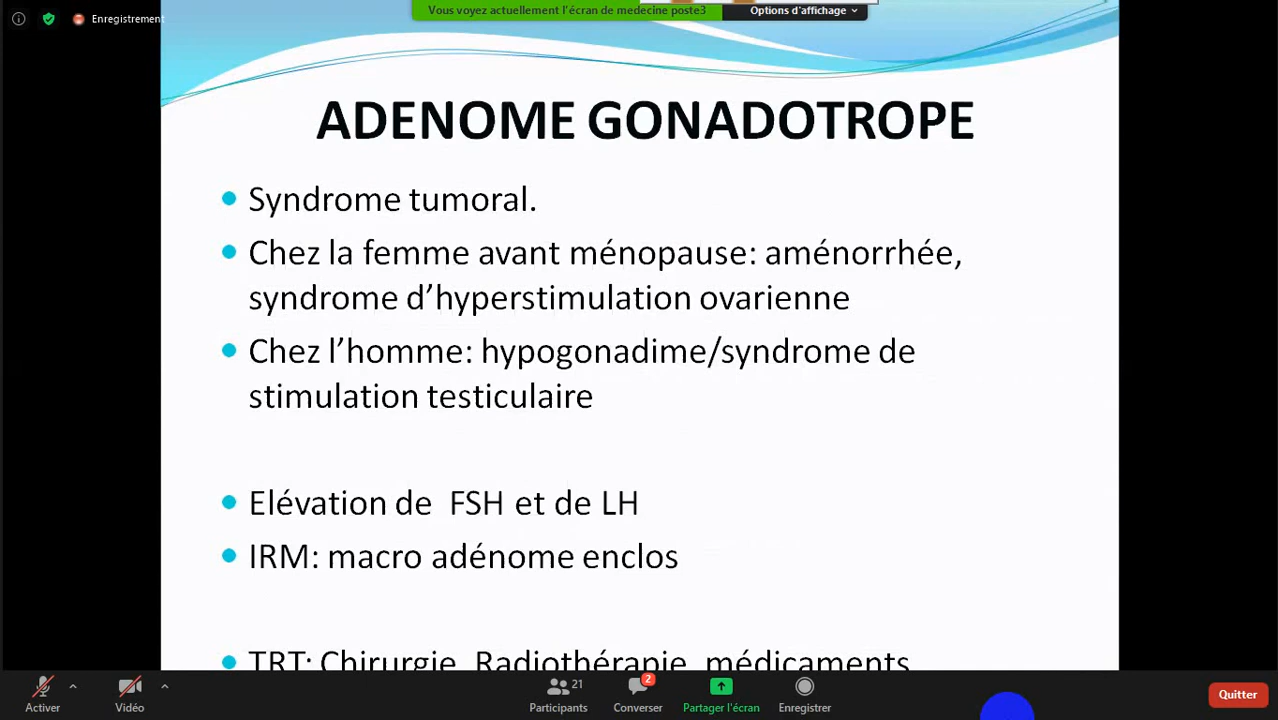 Enregistrement
Vous voyez actuellement l'écran de medecine poste3
Options d'affichage
ADENOME GONADOTROPE
Syndrome tumoral.
Chez la femme avant ménopause: aménorrhée,
syndrome d'hyperstimulation ovarienne
Chez l'homme: hypogonadime/syndrome de
stimulation testiculaire
Elévation de FSH et de LH
IRM: macro adénome enclos
TRT: Chirurgie, Radiothérapie, médicaments
Activer
Vidéo
21
Participants
2
Converser
Partager l'écran
Enregistrer
Quitter